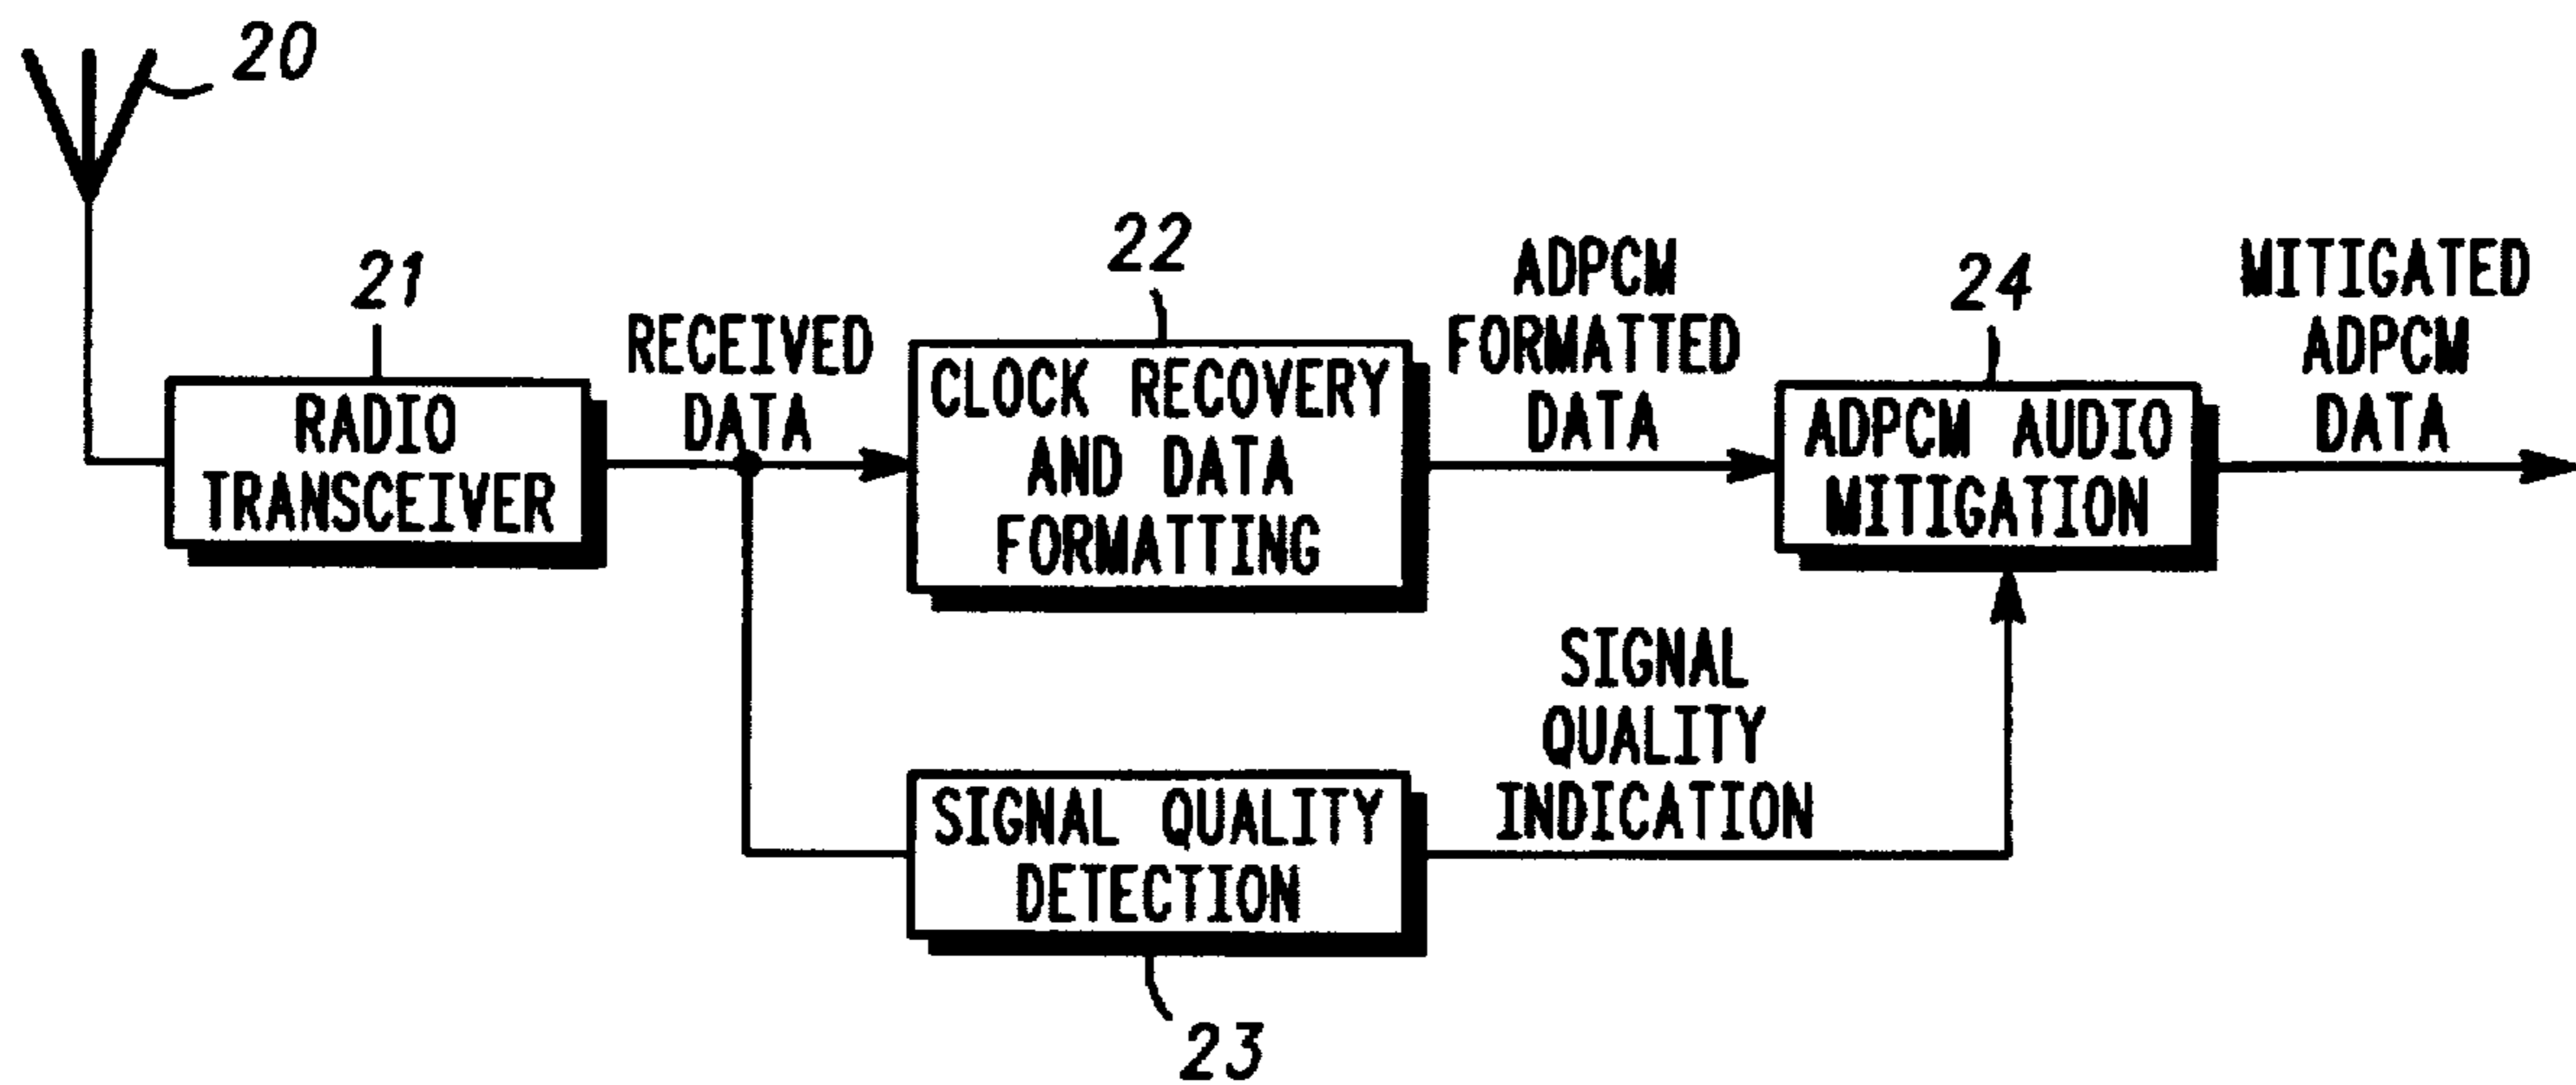 20
21
RADIO
TRANSCEIVER
RECEIVED
DATA
22
CLOCK RECOVERY
AND DATA
FORMATTING
ADPCM
FORMATTED
DATA
24
ADPCM AUDIO
MITIGATION
MITIGATED
ADPCM
DATA
SIGNAL QUALITY
DETECTION
23
SIGNAL
QUALITY
INDICATION